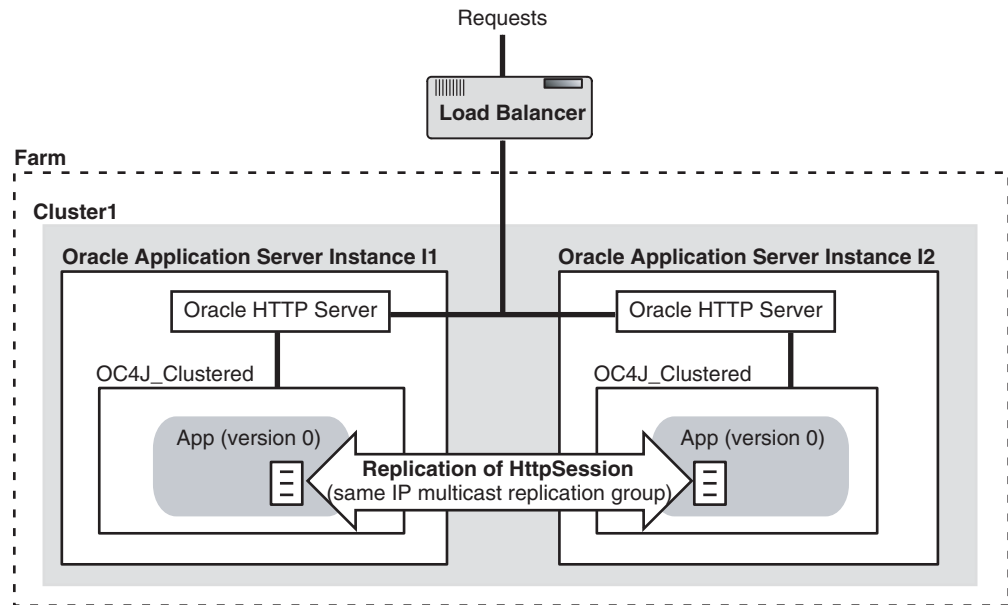 Requests
Load Balancer
Farm
Cluster1
Oracle Application Server Instance I1
Oracle HTTP Server
OC4J_Clustered
App (version 0)
Oracle Application Server Instance I2
Oracle HTTP Server
OC4J_Clustered
App (version 0)
Replication of HttpSession
(same IP multicast replication group)